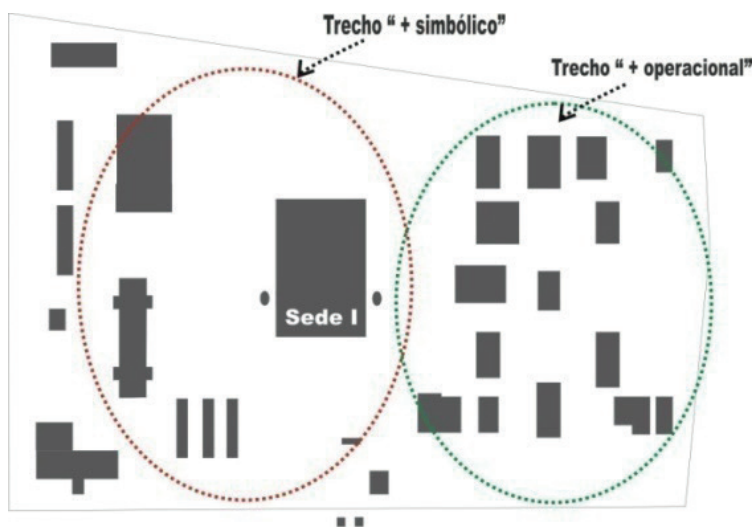 Trecho “ + simbólico”
Trecho “ + operacional”
Sede I